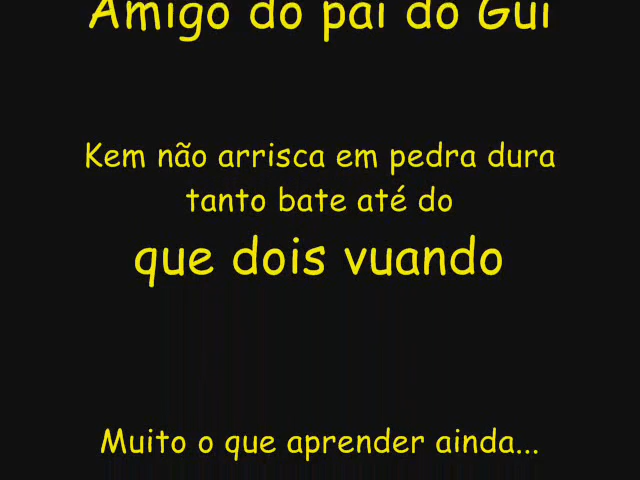 Amigo do pai do Gui
Kem não arrisca em pedra dura
tanto bate até do
que dois vuando
Muito o que aprender ainda...